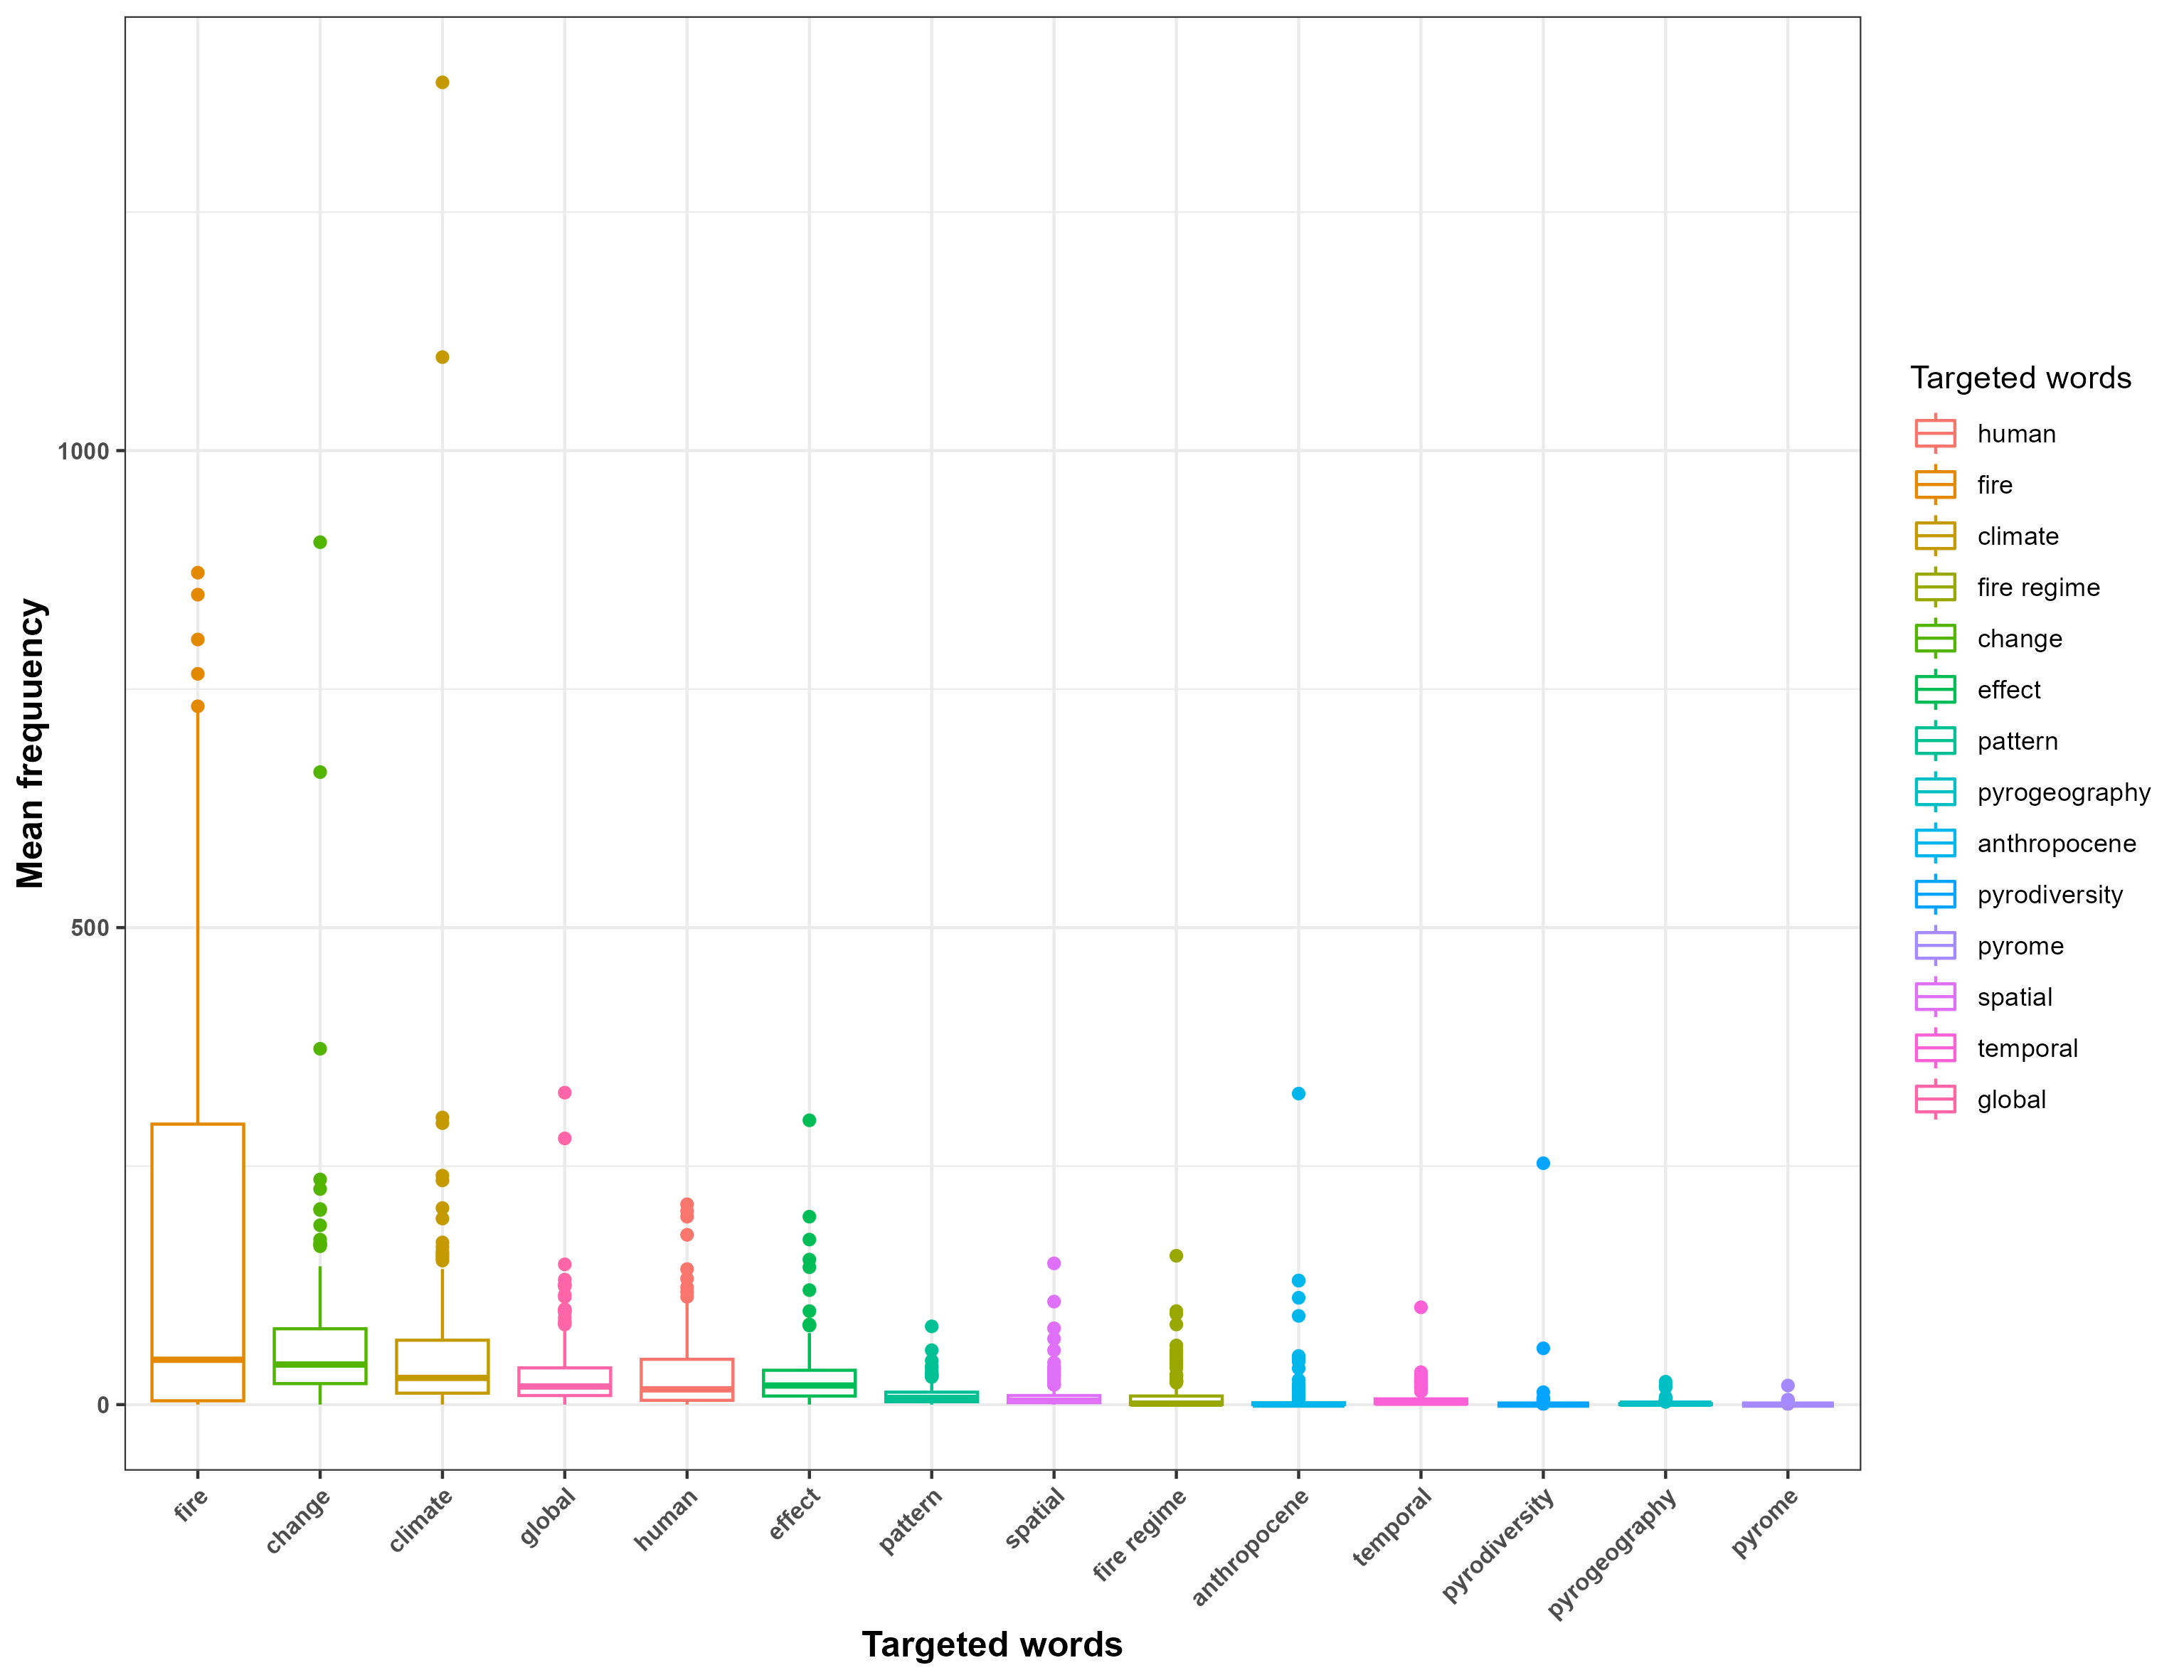 1000
500
0
Mean frequuency
fire
change
climate
global
human
effect
pattern
spatial
fire regime
anthropocene
temporal
pyrodiversity
pyrogeography
pyrome
Targeted words
Targeted words
human
fire
climate
fire regime
change
effect
pattern
pyrogeography
anthropocene
pyrodiversity
pyrome
spatial
temporal
global